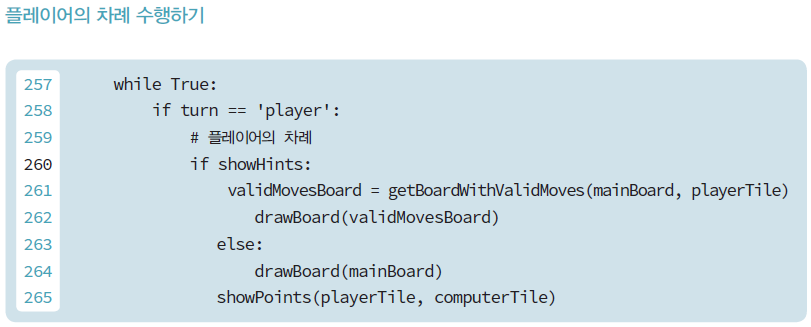 플레이어의 차례 수행하기
257 while True:
258 if turn == 'player':
259 # 플레이어의 차례
260 if showHints:
261 validMovesBoard = getBoardWithValidMoves(mainBoard, playerTile)
262 drawBoard(validMovesBoard)
263 else:
264 drawBoard(mainBoard)
265 showPoints(playerTile, computerTile)